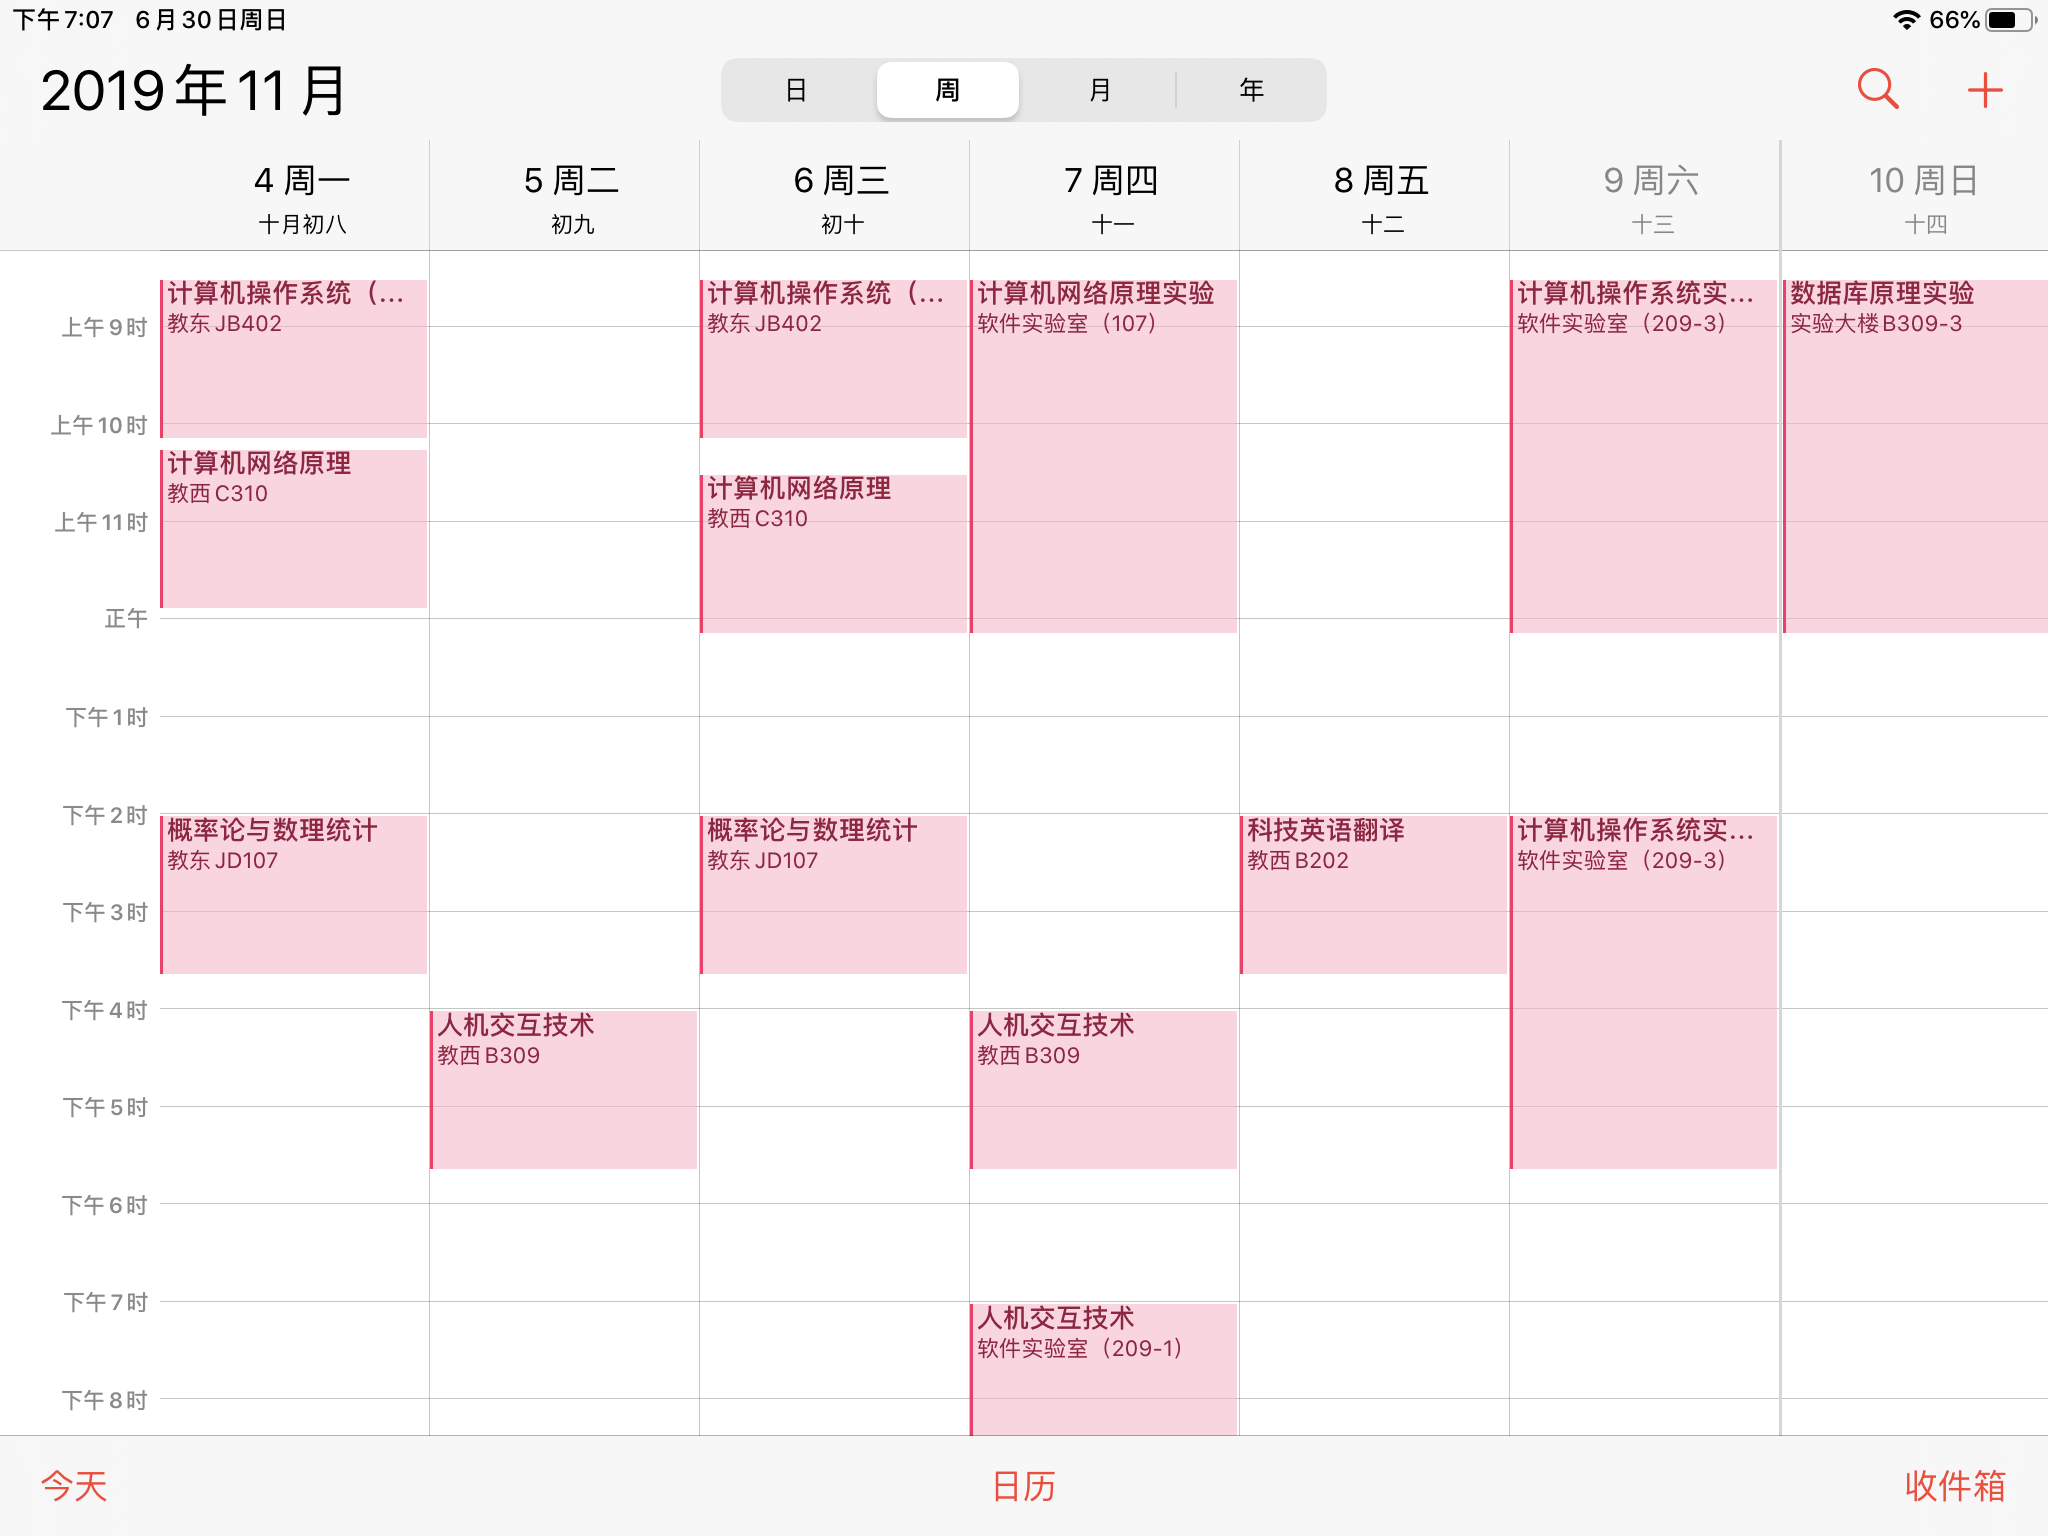 下午7:07 6月30日周日 66%
2019年11月
日 周 月 年
4 周一 5 周二 6 周三 7 周四 8 周五 9 周六 10 周日
十月初八 初九 初十 十一 十二 十三 十四
计算机操作系统（… 计算机操作系统（… 计算机网络原理实验 计算机操作系统实… 数据库原理实验
上午9时 教东 JB402 教东 JB402 软件实验室（107） 软件实验室（209-3） 实验大楼B309-3
上午10时
计算机网络原理
教西 C310
计算机网络原理
上午11时 教西 C310
正午
下午1时
下午2时
概率论与数理统计 概率论与数理统计 科技英语翻译 计算机操作系统实…
教东 JD107 教东 JD107 教西 B202 软件实验室（209-3）
下午3时
下午4时
人机交互技术 人机交互技术
教西 B309 教西 B309
下午5时
下午6时
下午7时
人机交互技术
软件实验室（209-1）
下午8时
今天 日历 收件箱